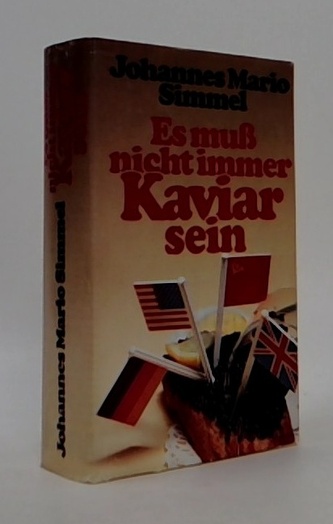 Johannes Mario
Simmel
Es muß
nicht immer
Kaviar
sein
Johannes Mario Simmel